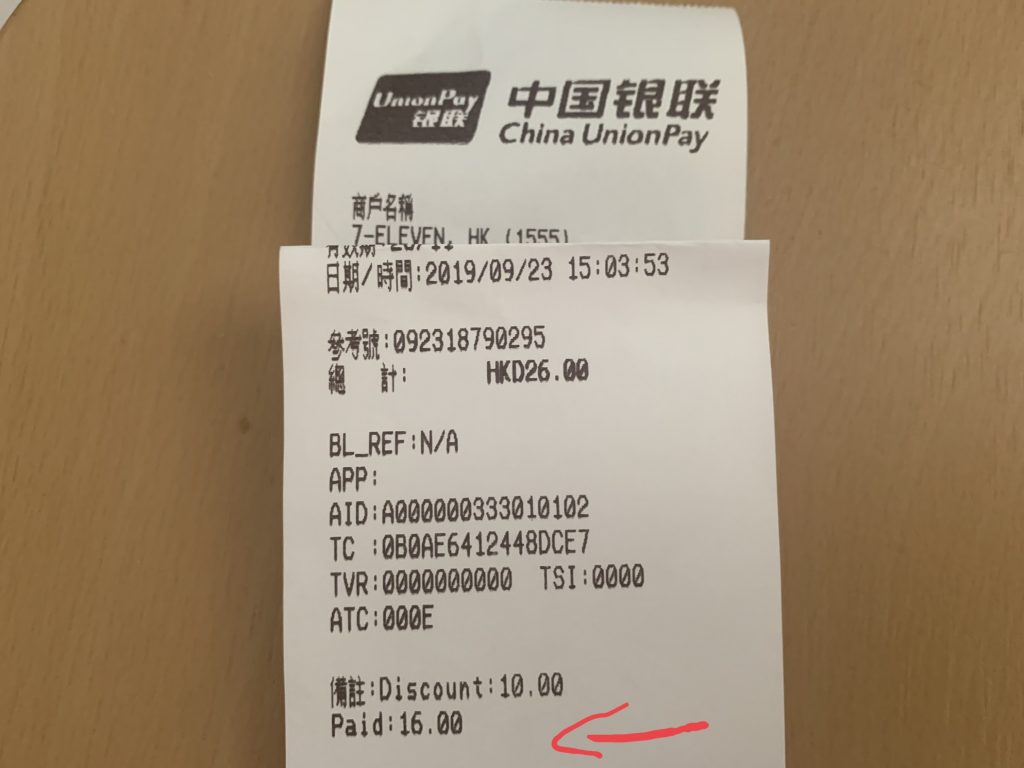 UnionPay
银联
中国银联
China UnionPay
商戶名稱
7-ELEVEN, HK (1555)
日期/時間:2019/09/23 15:03:53
參考號:092318790295
總 計: HKD26.00
BL_REF:N/A
APP:
AID:A000000333010102
TC :0B0AE6412448DCE7
TVR:0000000000 TSI:0000
ATC:000E
備註:Discount:10.00
Paid:16.00